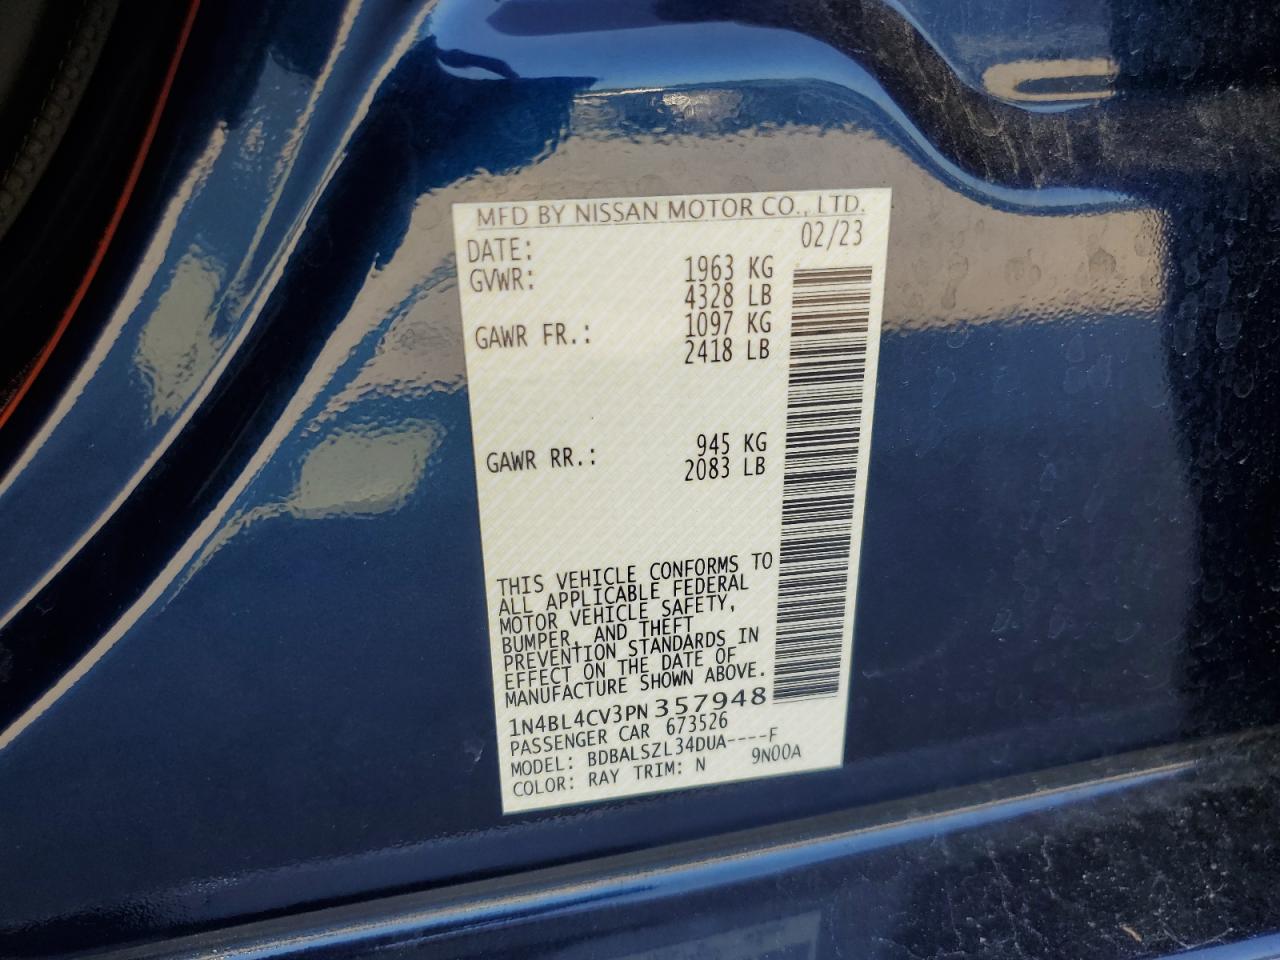 MFD BY NISSAN MOTOR CO., LTD.
DATE: 02/23
GVWR: 1963 KG
4328 LB
GAWR FR.: 1097 KG
2418 LB
GAWR RR.: 945 KG
2083 LB
THIS VEHICLE CONFORMS TO
ALL APPLICABLE FEDERAL
MOTOR VEHICLE SAFETY,
BUMPER, AND THEFT
PREVENTION STANDARDS IN
EFFECT ON THE DATE OF
MANUFACTURE SHOWN ABOVE.
1N4BL4CV3PN357948
PASSENGER CAR 673526
MODEL: BDBALSZL34DUA----F
COLOR: RAY TRIM: N 9N00A